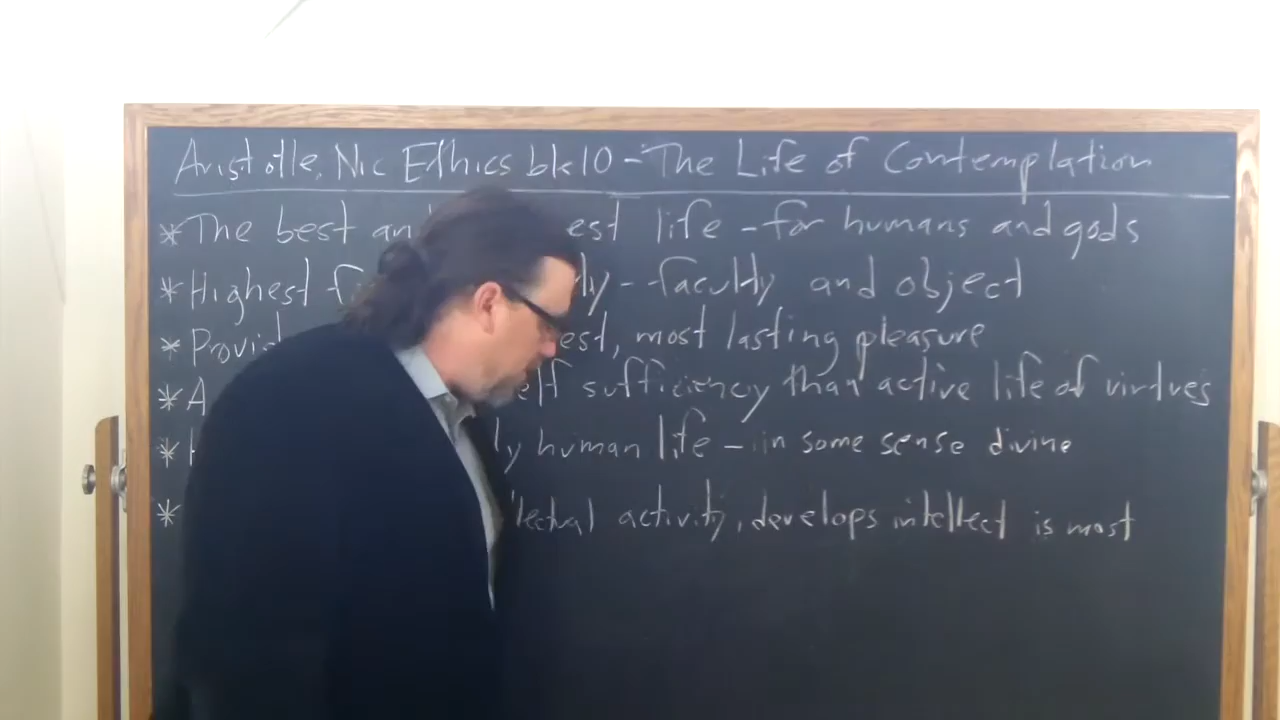 Aristotle, Nic Ethics bk 10 - The Life of Contemplation
* The best an est life - for humans and gods
* Highest f ly - faculty and object
* Provid est, most lasting pleasure
* A elf sufficiency than active life of virtues
* ly human life - in some sense divine
* lectual activity, develops intellect is most